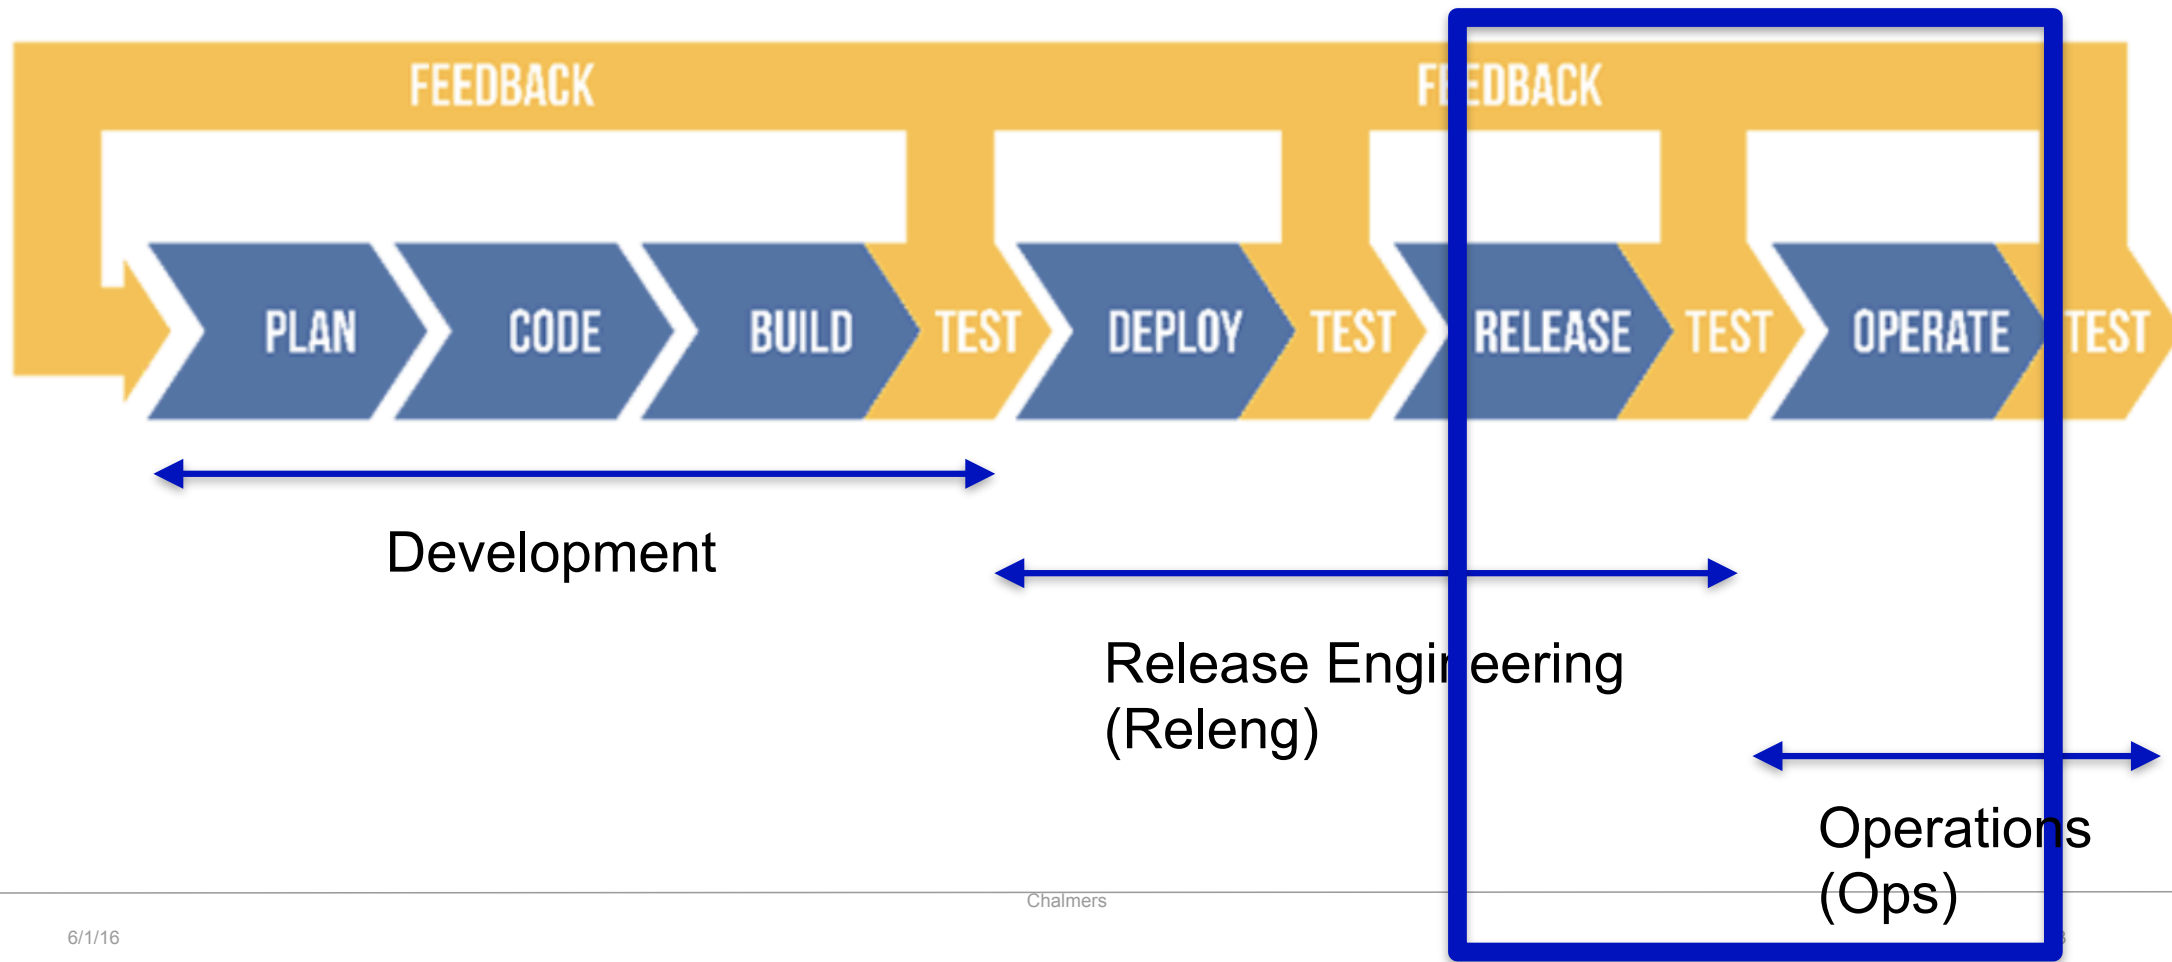 FEEDBACK FEEDBACK
PLAN CODE BUILD TEST DEPLOY TEST RELEASE TEST OPERATE TEST
Development
Release Engineering
(Releng)
Operations
(Ops)
Chalmers
6/1/16